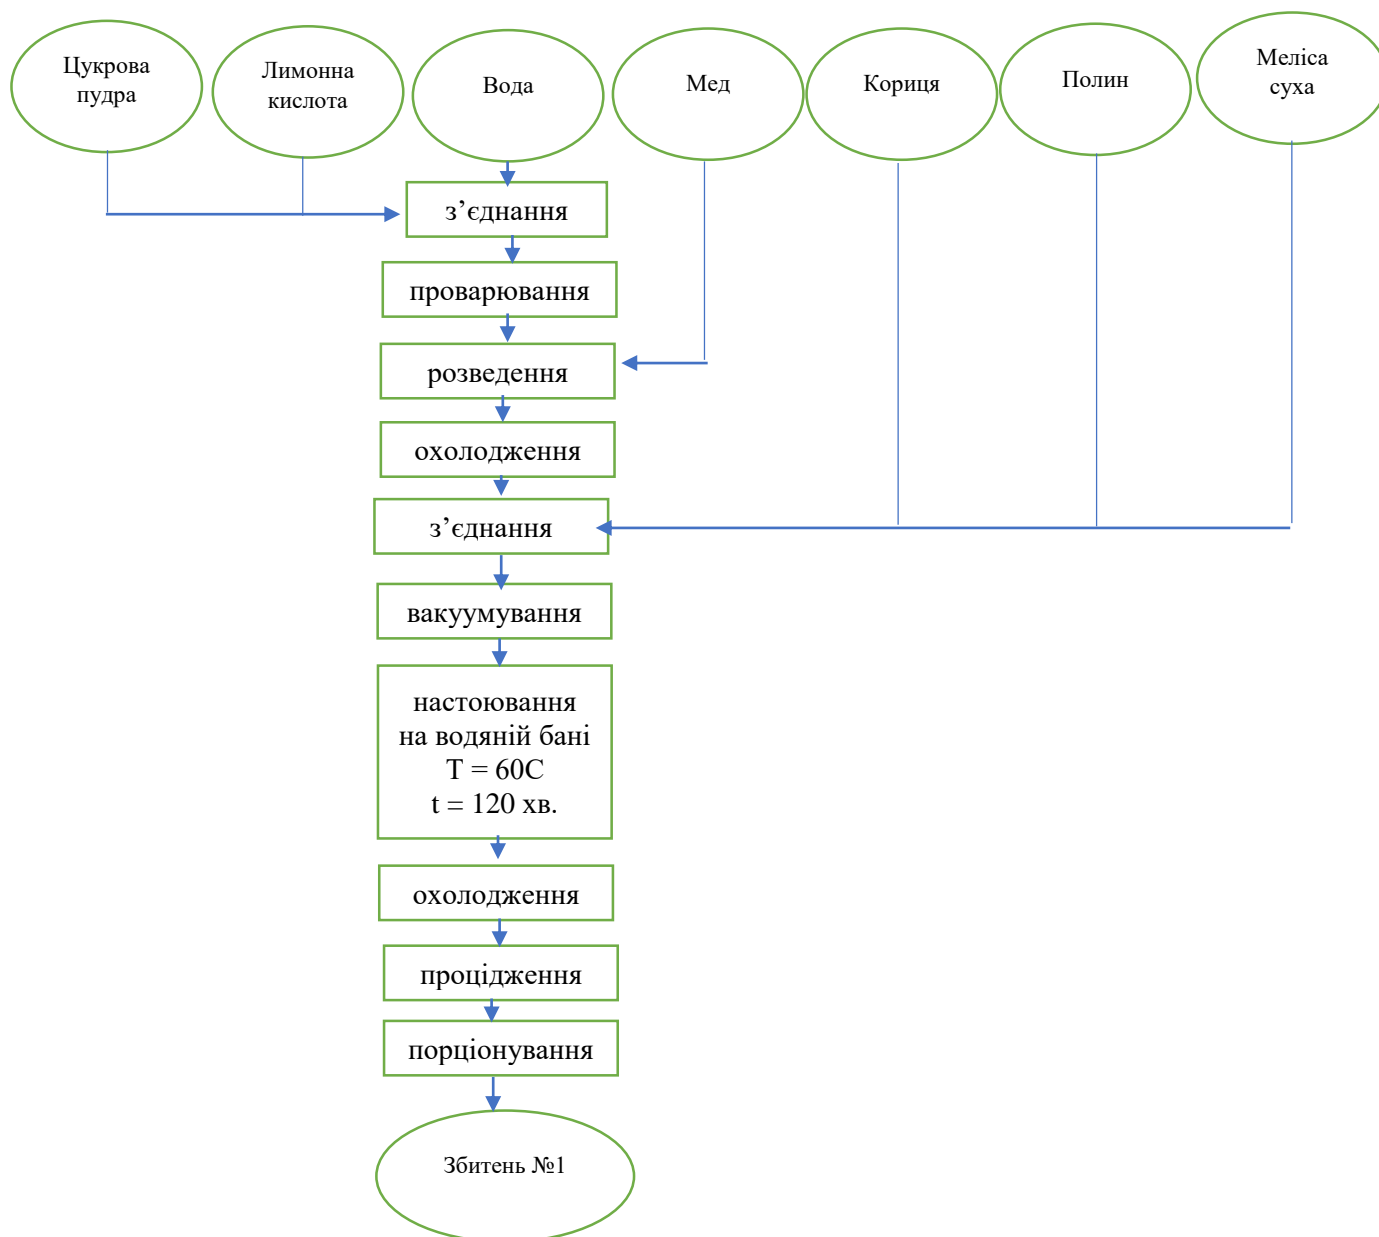 Цукрова
пудра
Лимонна
кислота
Вода
Мед
Кориця
Полин
Меліса
суха
з’єднання
проварювання
розведення
охолодження
з’єднання
вакуумування
настоювання
на водяній бані
Т = 60С
t = 120 хв.
охолодження
процідження
порціонування
Збитень №1